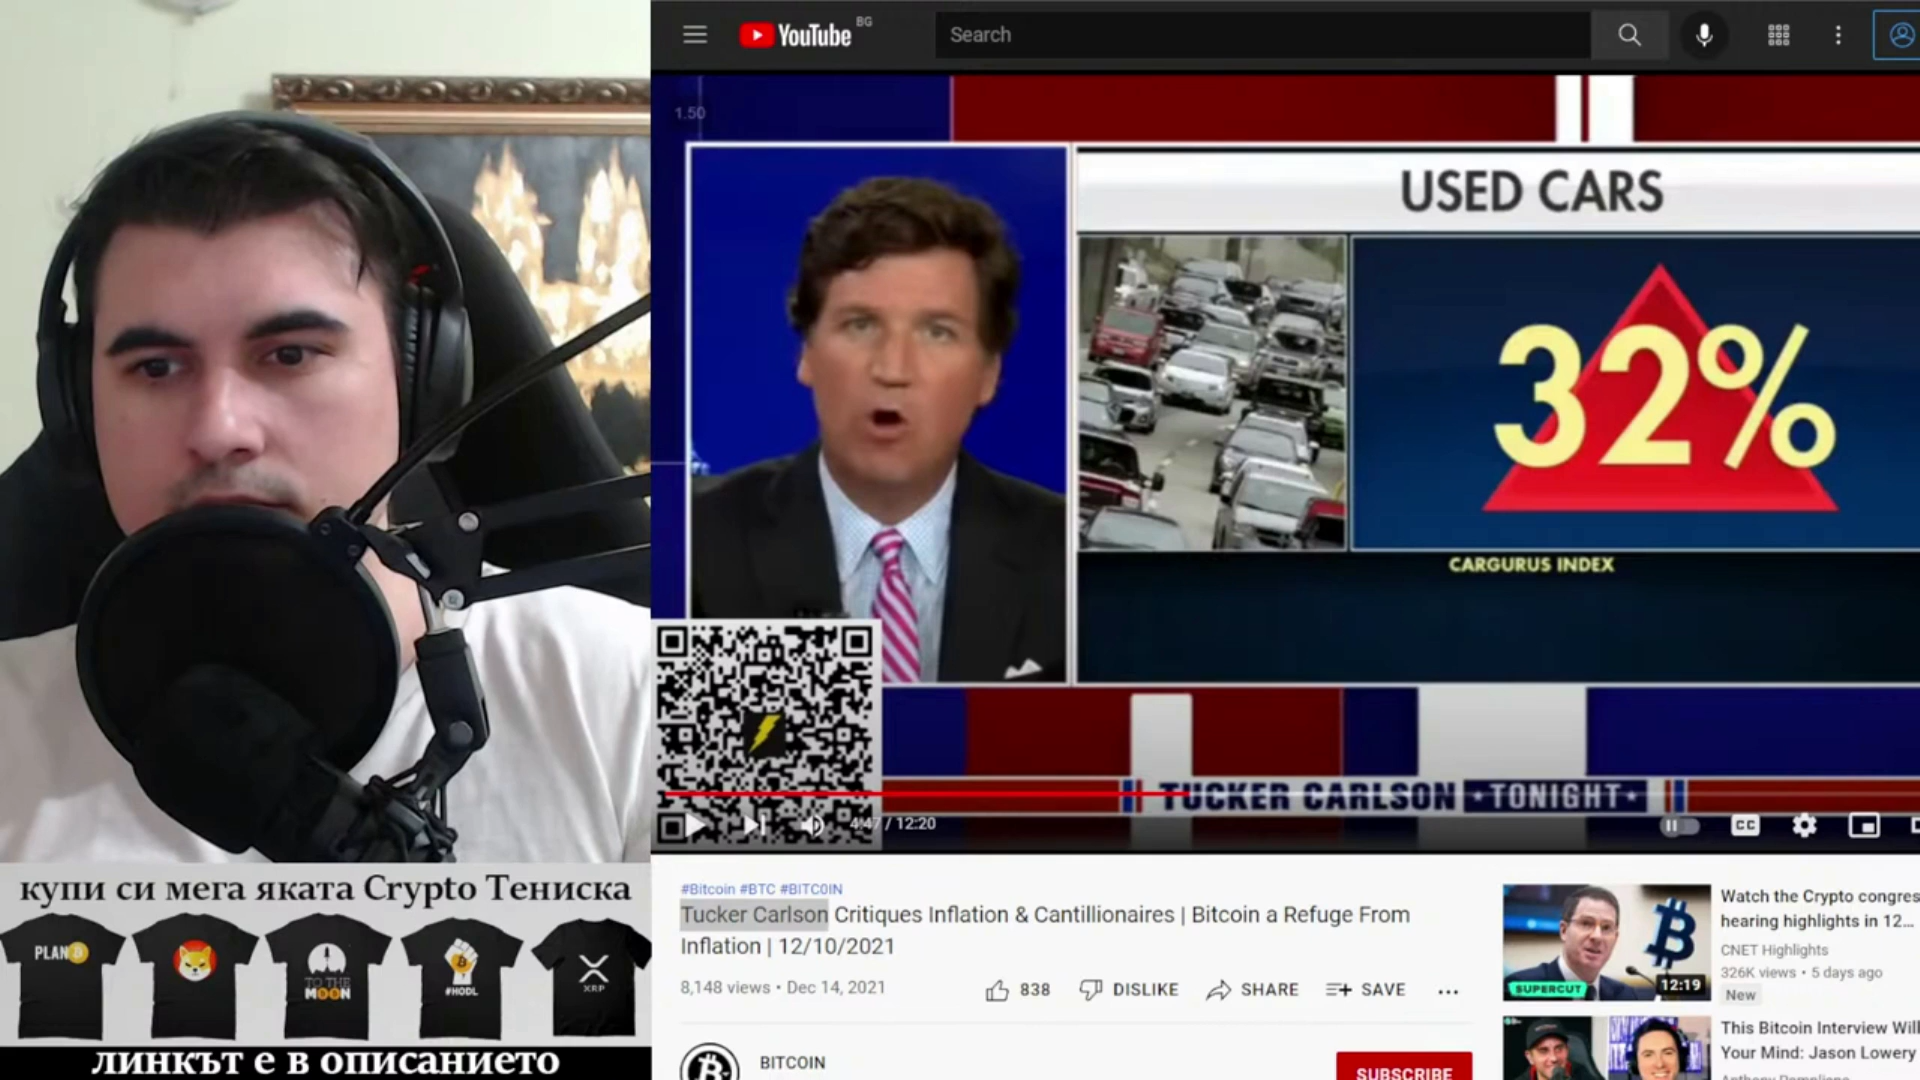 YouTube BG
Search
1.50
USED CARS
32%
CARGURUS INDEX
TUCKER CARLSON TONIGHT
4:47 / 12:20
CC
#Bitcoin #BTC #BITCOIN
Tucker Carlson Critiques Inflation & Cantillionaires | Bitcoin a Refuge From
Inflation | 12/10/2021
8,148 views • Dec 14, 2021
838
DISLIKE
SHARE
SAVE
BITCOIN
SUBSCRIBE
SUPERCUT
12:19
Watch the Crypto congres
hearing highlights in 12...
CNET Highlights
326K views • 5 days ago
New
This Bitcoin Interview Will
Your Mind: Jason Lowery
купи си мега яката Crypto Тениска
PLAN B
TO THE
MOON
#HODL
XRP
линкът е в описанието